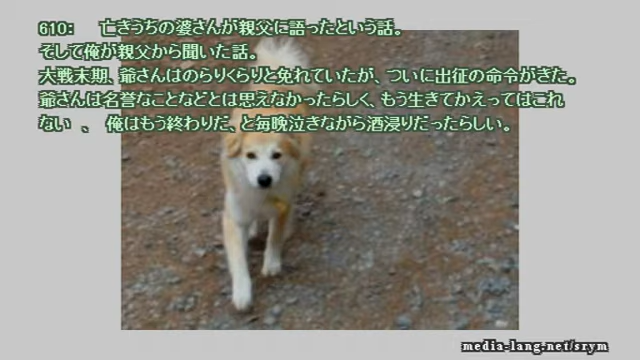 610：　　亡きうちの婆さんが親父に語ったという話。
そして俺が親父から聞いた話。
大戦末期、爺さんはのらりくらりと免れていたが、ついに出征の命令がきた。
爺さんは名誉なことなどとは思えなかったらしく、もう生きてかえってはこれ
ない　、　俺はもう終わりだ、と毎晩泣きながら酒浸りだったらしい。
media-lang.net/srym